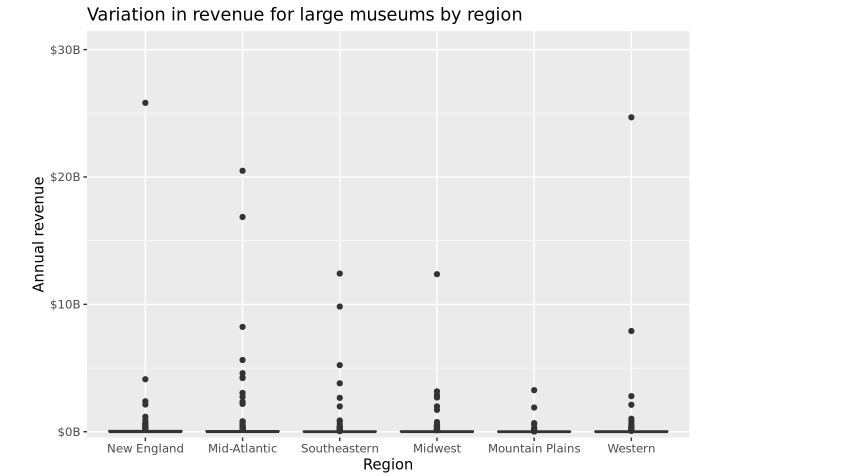 Variation in revenue for large museums by region
Annual revenue
$30B
$20B
$10B
$0B
New England Mid-Atlantic Southeastern Midwest Mountain Plains Western
Region